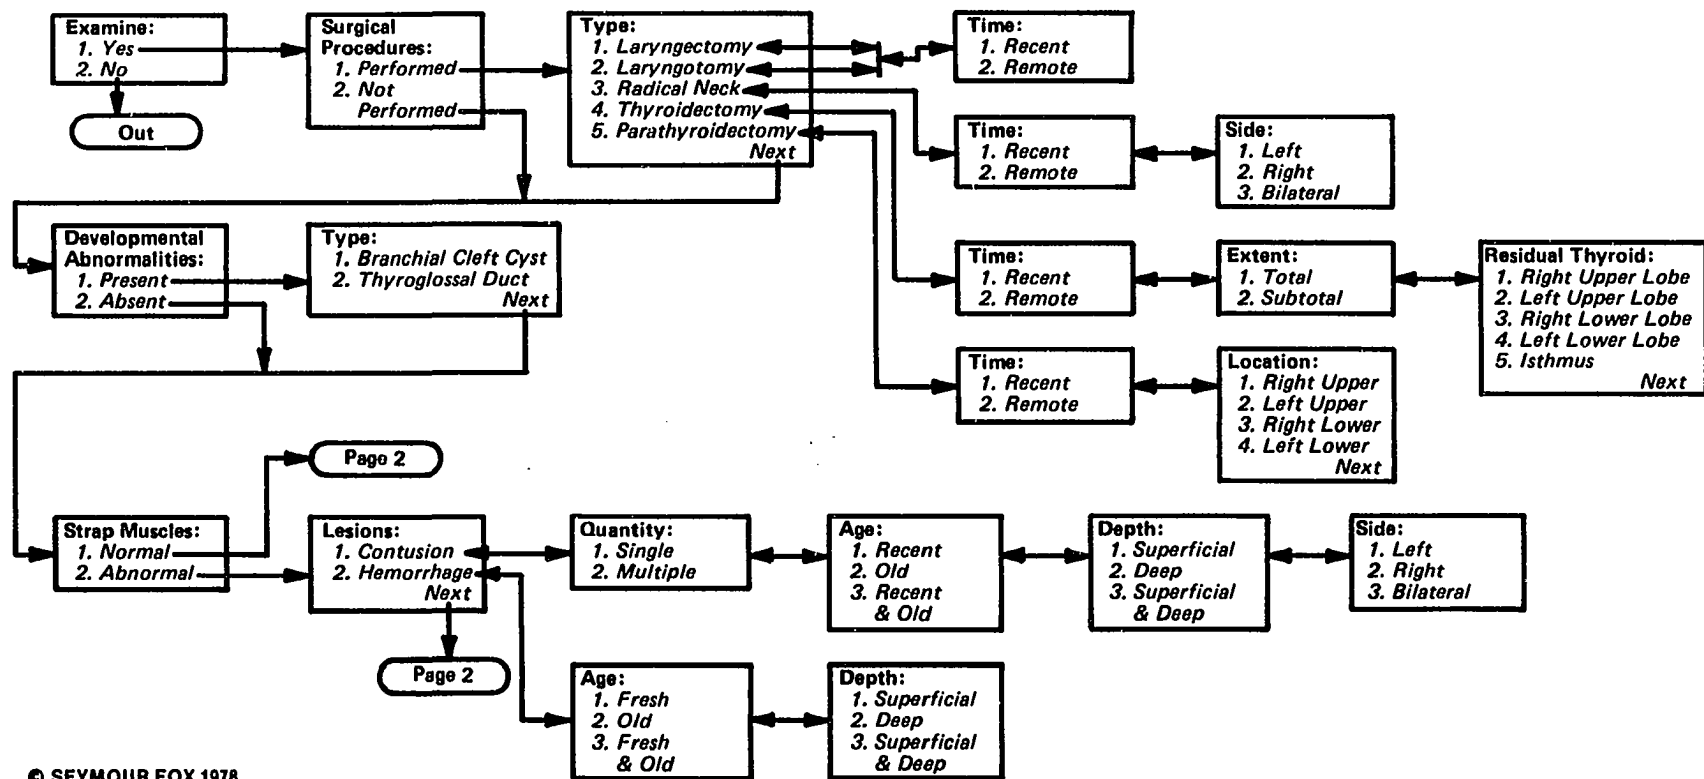 Examine:
1. Yes
2. No
Out
Surgical
Procedures:
1. Performed
2. Not
Performed
Type:
1. Laryngectomy
2. Laryngotomy
3. Radical Neck
4. Thyroidectomy
5. Parathyroidectomy
Next
Time:
1. Recent
2. Remote
Time:
1. Recent
2. Remote
Side:
1. Left
2. Right
3. Bilateral
Developmental
Abnormalities:
1. Present
2. Absent
Type:
1. Branchial Cleft Cyst
2. Thyroglossal Duct
Next
Time:
1. Recent
2. Remote
Extent:
1. Total
2. Subtotal
Residual Thyroid:
1. Right Upper Lobe
2. Left Upper Lobe
3. Right Lower Lobe
4. Left Lower Lobe
5. Isthmus
Next
Time:
1. Recent
2. Remote
Location:
1. Right Upper
2. Left Upper
3. Right Lower
4. Left Lower
Next
Page 2
Strap Muscles:
1. Normal
2. Abnormal
Lesions:
1. Contusion
2. Hemorrhage
Next
Page 2
Quantity:
1. Single
2. Multiple
Age:
1. Recent
2. Old
3. Recent
& Old
Depth:
1. Superficial
2. Deep
3. Superficial
& Deep
Side:
1. Left
2. Right
3. Bilateral
Age:
1. Fresh
2. Old
3. Fresh
& Old
Depth:
1. Superficial
2. Deep
3. Superficial
& Deep
© SEYMOUR FOX 1978